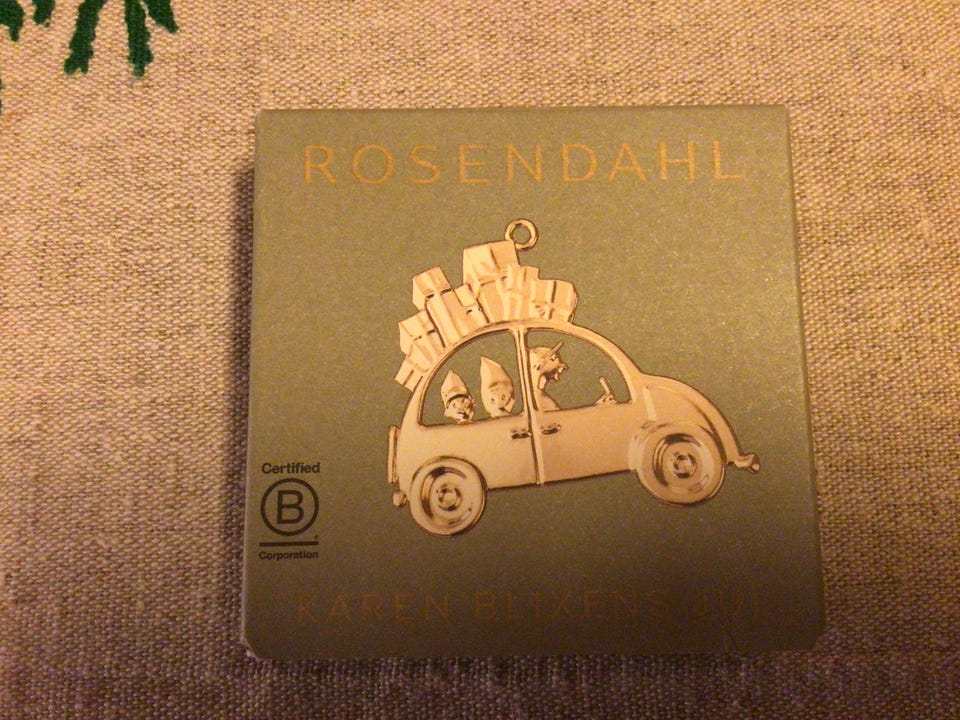 ROSENDAHL
Certified
B
Corporation
KAREN BLIXENS JUL